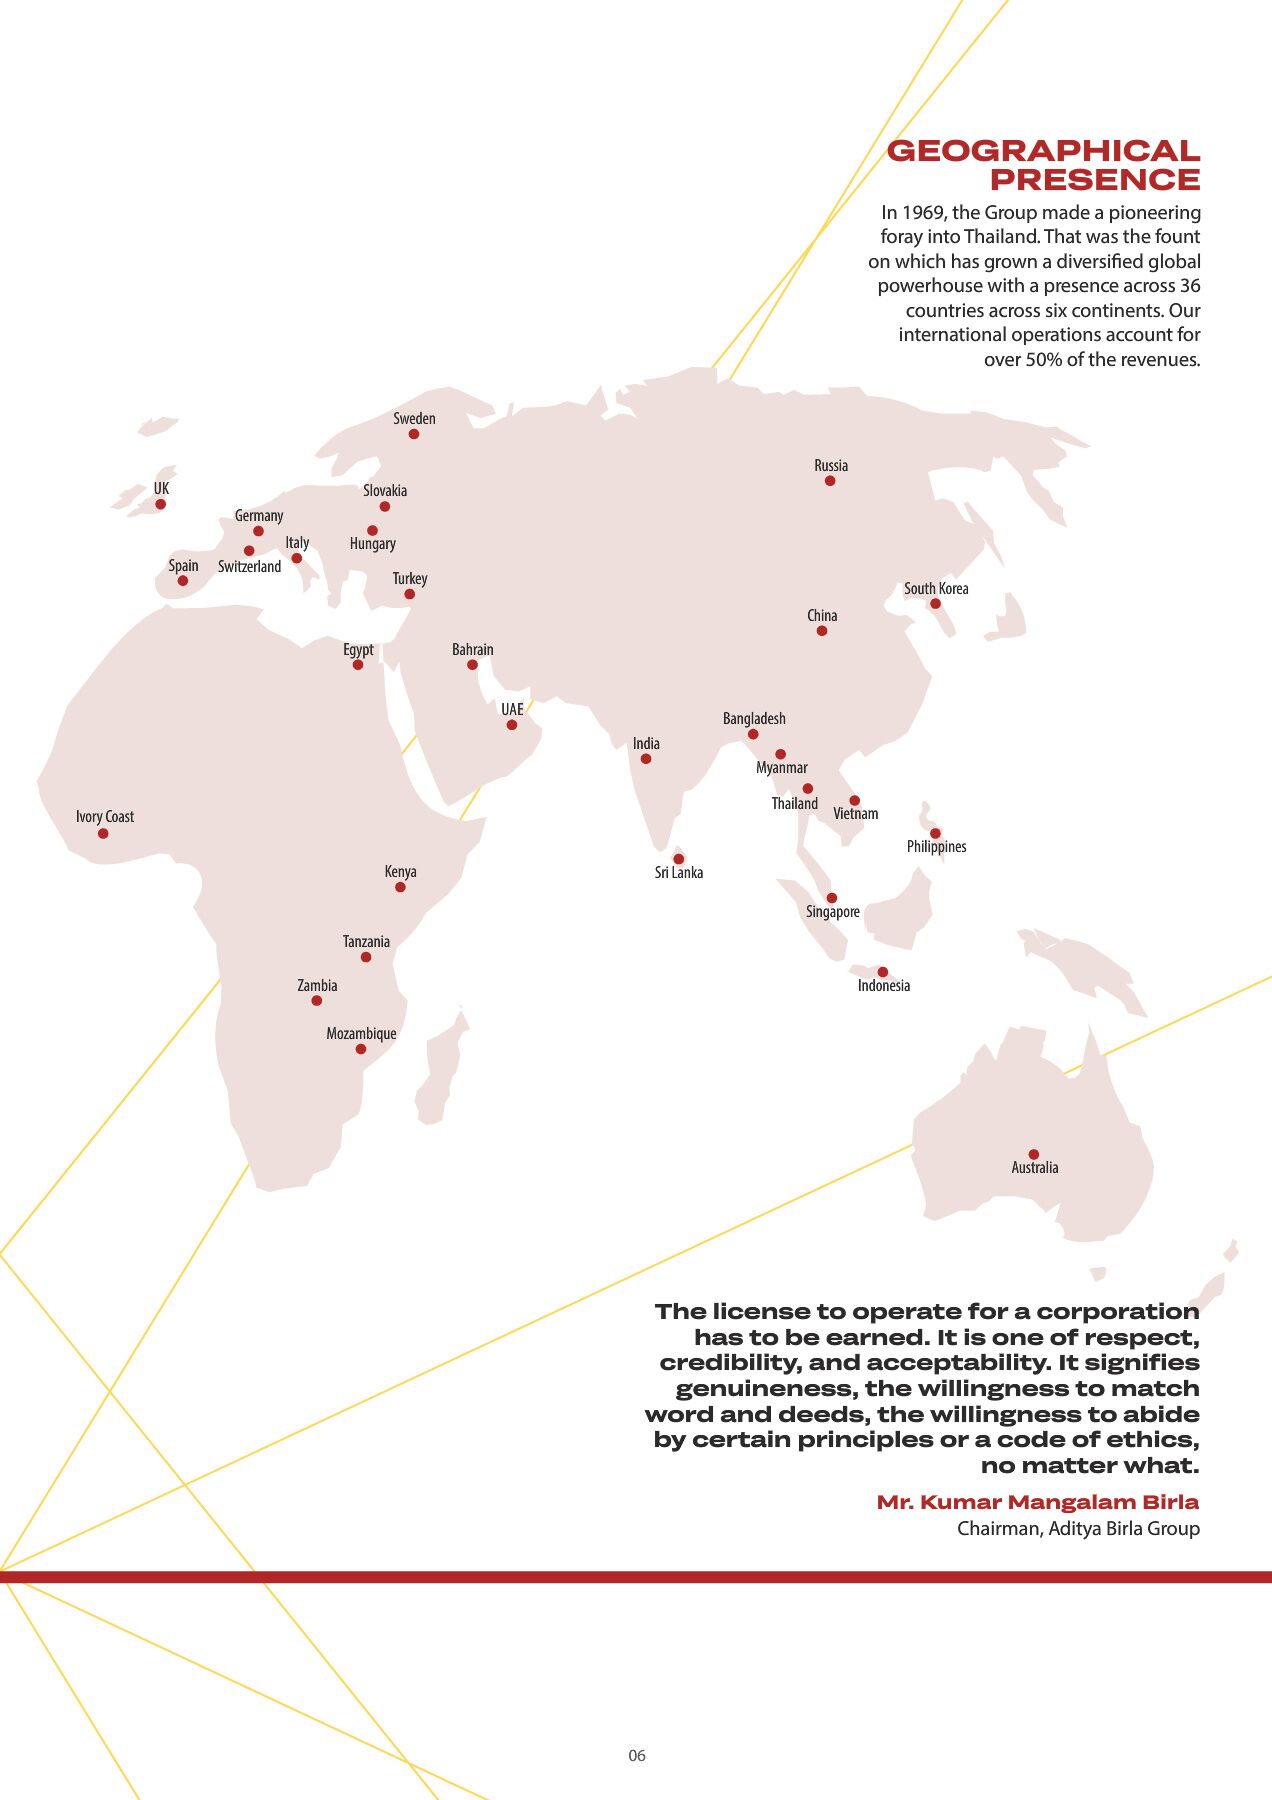 GEOGRAPHICAL
PRESENCE
In 1969, the Group made a pioneering
foray into Thailand. That was the fount
on which has grown a diversified global
powerhouse with a presence across 36
countries across six continents. Our
international operations account for
over 50% of the revenues.
Sweden
Russia
UK
Slovakia
Germany
Italy
Hungary
Spain
Switzerland
Turkey
South Korea
China
Egypt
Bahrain
UAE
Bangladesh
India
Myanmar
Thailand
Vietnam
Ivory Coast
Philippines
Kenya
Sri Lanka
Singapore
Tanzania
Zambia
Indonesia
Mozambique
Australia
The license to operate for a corporation
has to be earned. It is one of respect,
credibility, and acceptability. It signifies
genuineness, the willingness to match
word and deeds, the willingness to abide
by certain principles or a code of ethics,
no matter what.
Mr. Kumar Mangalam Birla
Chairman, Aditya Birla Group
06